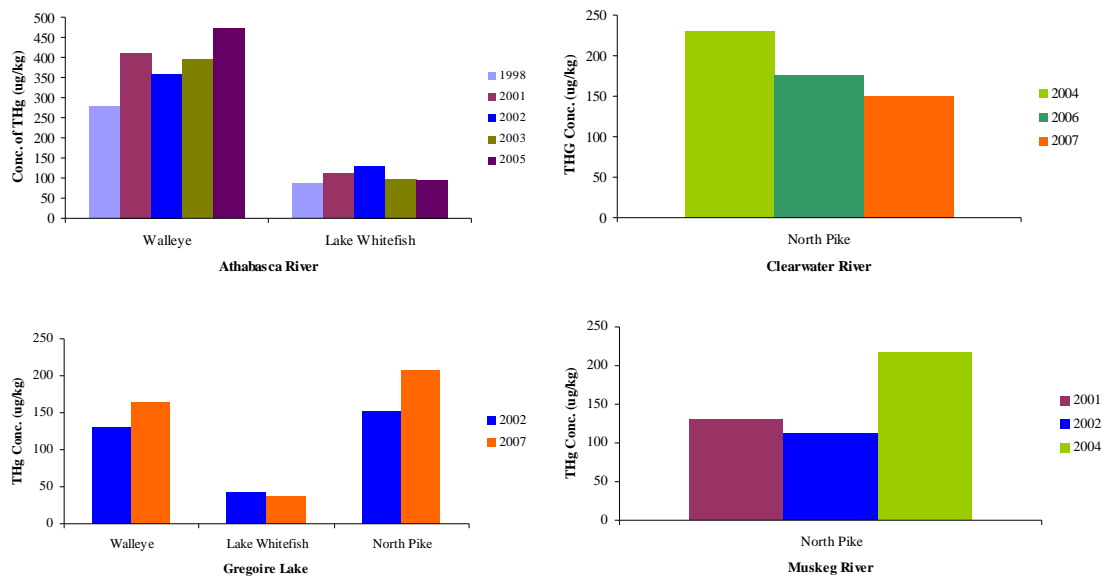 Conc. of THg (ug/kg)
500
450
400
350
300
250
200
150
100
50
0
Walleye
Lake Whitefish
Athabasca River
1998
2001
2002
2003
2005
THG Conc. (ug/kg)
250
200
150
100
50
0
North Pike
Clearwater River
2004
2006
2007
THg Conc. (ug/kg)
250
200
150
100
50
0
Walleye
Lake Whitefish
North Pike
Gregoire Lake
2002
2007
THg Conc. (ug/kg)
250
200
150
100
50
0
North Pike
Muskeg River
2001
2002
2004